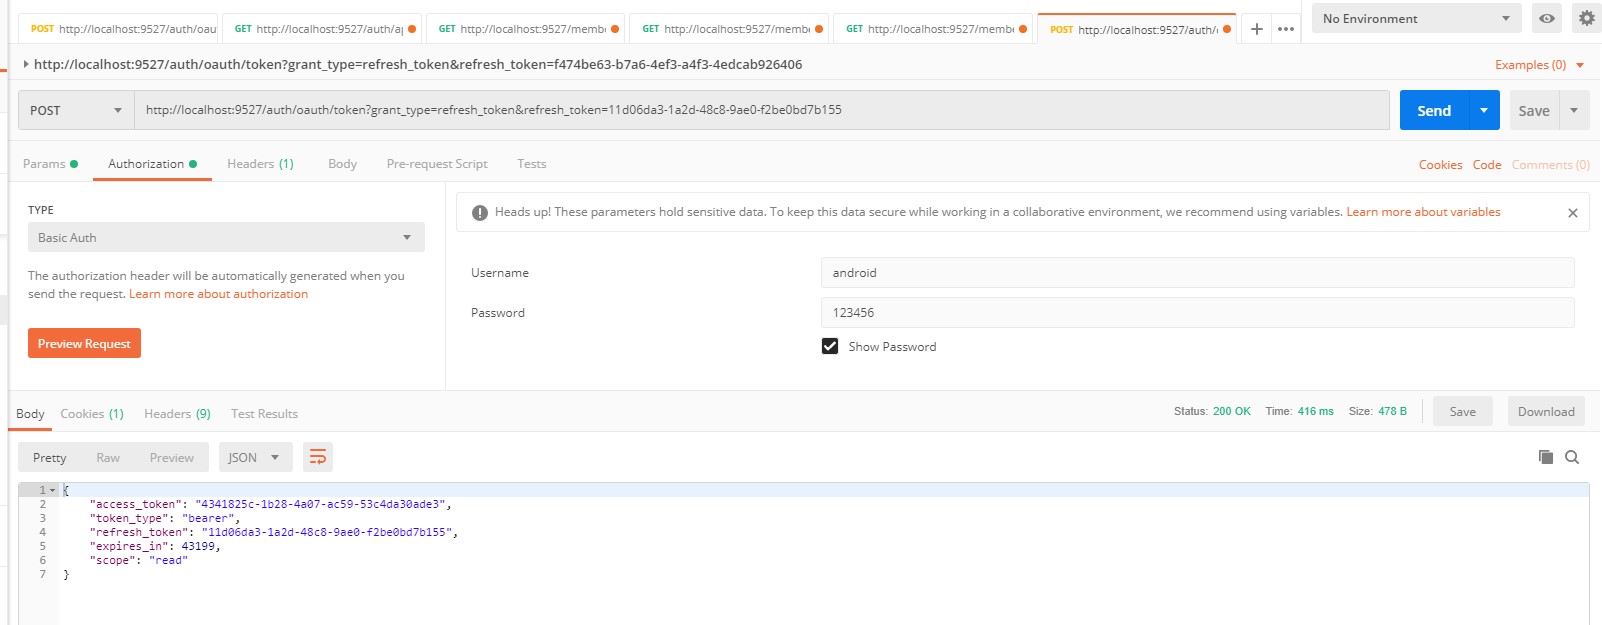 POST http://localhost:9527/auth/oau GET http://localhost:9527/auth/a GET http://localhost:9527/memb GET http://localhost:9527/memb GET http://localhost:9527/memb POST http://localhost:9527/auth/ + ••• No Environment
http://localhost:9527/auth/oauth/token?grant_type=refresh_token&refresh_token=f474be63-b7a6-4ef3-a4f3-4edcab926406 Examples (0)
POST http://localhost:9527/auth/oauth/token?grant_type=refresh_token&refresh_token=11d06da3-1a2d-48c8-9ae0-f2be0bd7b155 Send Save
Params Authorization Headers (1) Body Pre-request Script Tests Cookies Code Comments (0)
TYPE
Basic Auth
The authorization header will be automatically generated when you
send the request. Learn more about authorization
Preview Request
Heads up! These parameters hold sensitive data. To keep this data secure while working in a collaborative environment, we recommend using variables. Learn more about variables
Username android
Password 123456
Show Password
Body Cookies (1) Headers (9) Test Results Status: 200 OK Time: 416 ms Size: 478 B Save Download
Pretty Raw Preview JSON
1 {
2 "access_token": "4341825c-1b28-4a07-ac59-53c4da30ade3",
3 "token_type": "bearer",
4 "refresh_token": "11d06da3-1a2d-48c8-9ae0-f2be0bd7b155",
5 "expires_in": 43199,
6 "scope": "read"
7 }